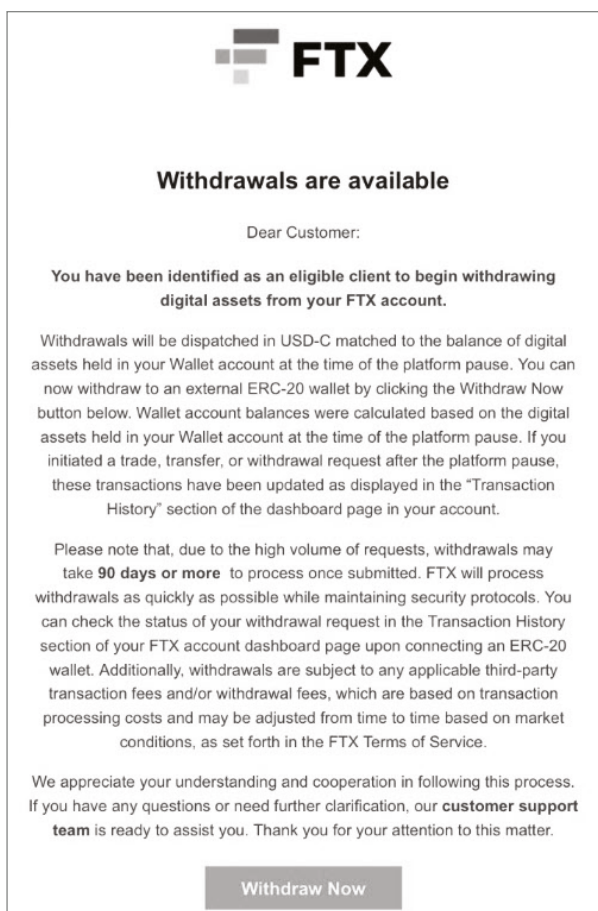 FTX
Withdrawals are available
Dear Customer:
You have been identified as an eligible client to begin withdrawing
digital assets from your FTX account.
Withdrawals will be dispatched in USD-C matched to the balance of digital
assets held in your Wallet account at the time of the platform pause. You can
now withdraw to an external ERC-20 wallet by clicking the Withdraw Now
button below. Wallet account balances were calculated based on the digital
assets held in your Wallet account at the time of the platform pause. If you
initiated a trade, transfer, or withdrawal request after the platform pause,
these transactions have been updated as displayed in the “Transaction
History” section of the dashboard page in your account.
Please note that, due to the high volume of requests, withdrawals may
take 90 days or more to process once submitted. FTX will process
withdrawals as quickly as possible while maintaining security protocols. You
can check the status of your withdrawal request in the Transaction History
section of your FTX account dashboard page upon connecting an ERC-20
wallet. Additionally, withdrawals are subject to any applicable third-party
transaction fees and/or withdrawal fees, which are based on transaction
processing costs and may be adjusted from time to time based on market
conditions, as set forth in the FTX Terms of Service.
We appreciate your understanding and cooperation in following this process.
If you have any questions or need further clarification, our customer support
team is ready to assist you. Thank you for your attention to this matter.
Withdraw Now